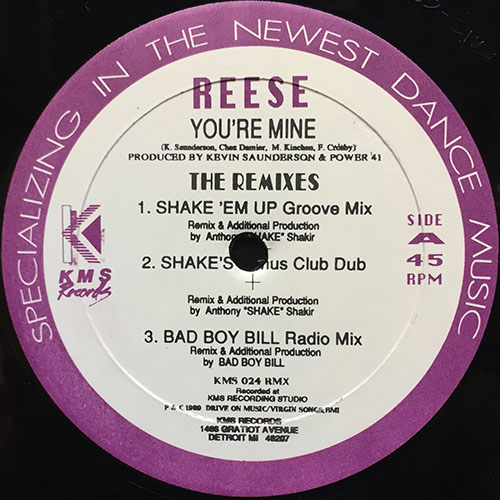 SPECIALIZING IN THE NEWEST DANCE MUSIC
REESE
YOU'RE MINE
(K. Saunderson, Chez Damier, M. Kinchen, F. Crosby)
PRODUCED BY KEVIN SAUNDERSON & POWER 41
THE REMIXES
1. SHAKE 'EM UP Groove Mix
Remix & Additional Production
by Anthony "SHAKE" Shakir
SIDE
A
45
RPM
K
KMS
Records
2. SHAKE'S Club Dub
Remix & Additional Production
by Anthony "SHAKE" Shakir
3. BAD BOY BILL Radio Mix
Remix & Additional Production
by BAD BOY BILL
KMS 024 RMX
Recorded at
KMS RECORDING STUDIO
P & C 1989 DRIVE ON MUSIC/VIRGIN SONGS, BMI
KMS RECORDS
1486 GRATIOT AVENUE
DETROIT MI 48207